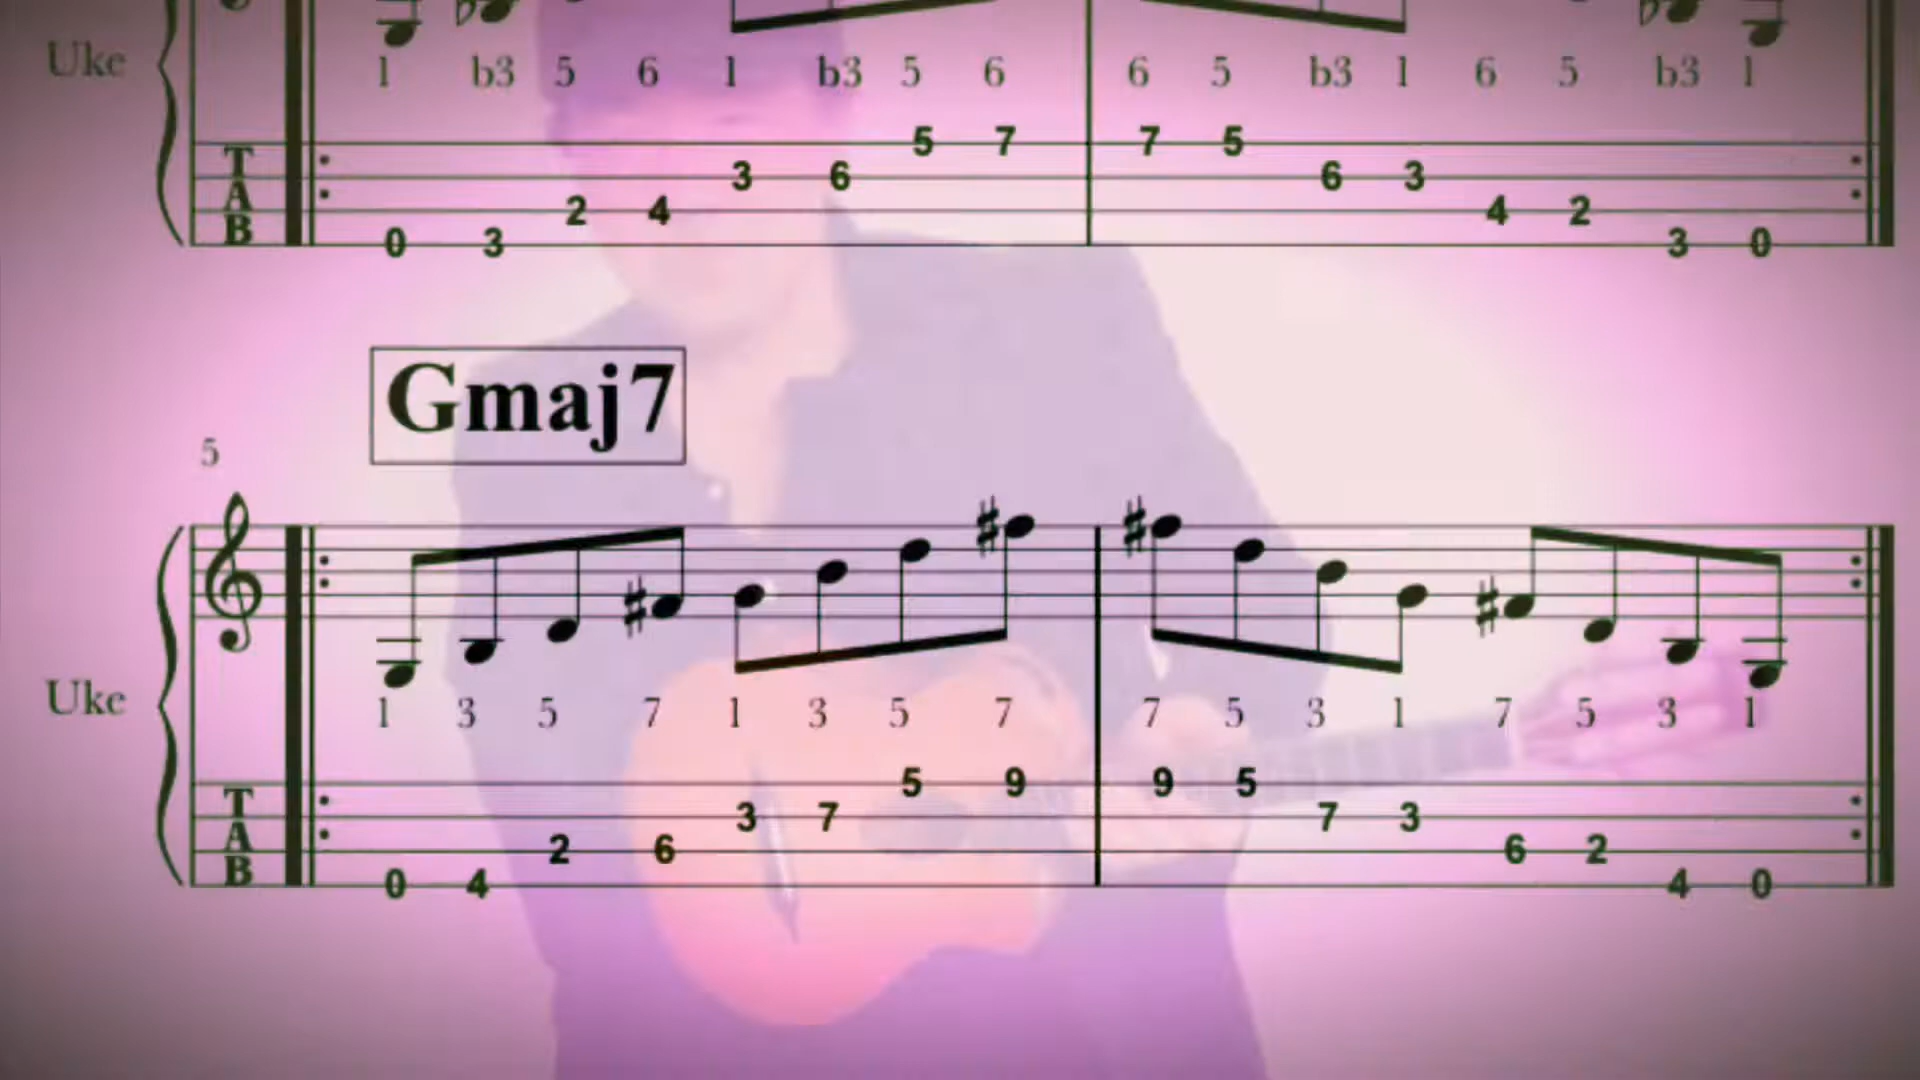 Uke 1 b3 5 6 1 b3 5 6 6 5 b3 1 6 5 b3 1
5 7 7 5
T 3 6 6 3
A 2 4 4 2
B 0 3 3 0
Gmaj7
5
Uke 1 3 5 7 1 3 5 7 7 5 3 1 7 5 3 1
5 9 9 5
T 3 7 7 3
A 2 6 6 2
B 0 4 4 0